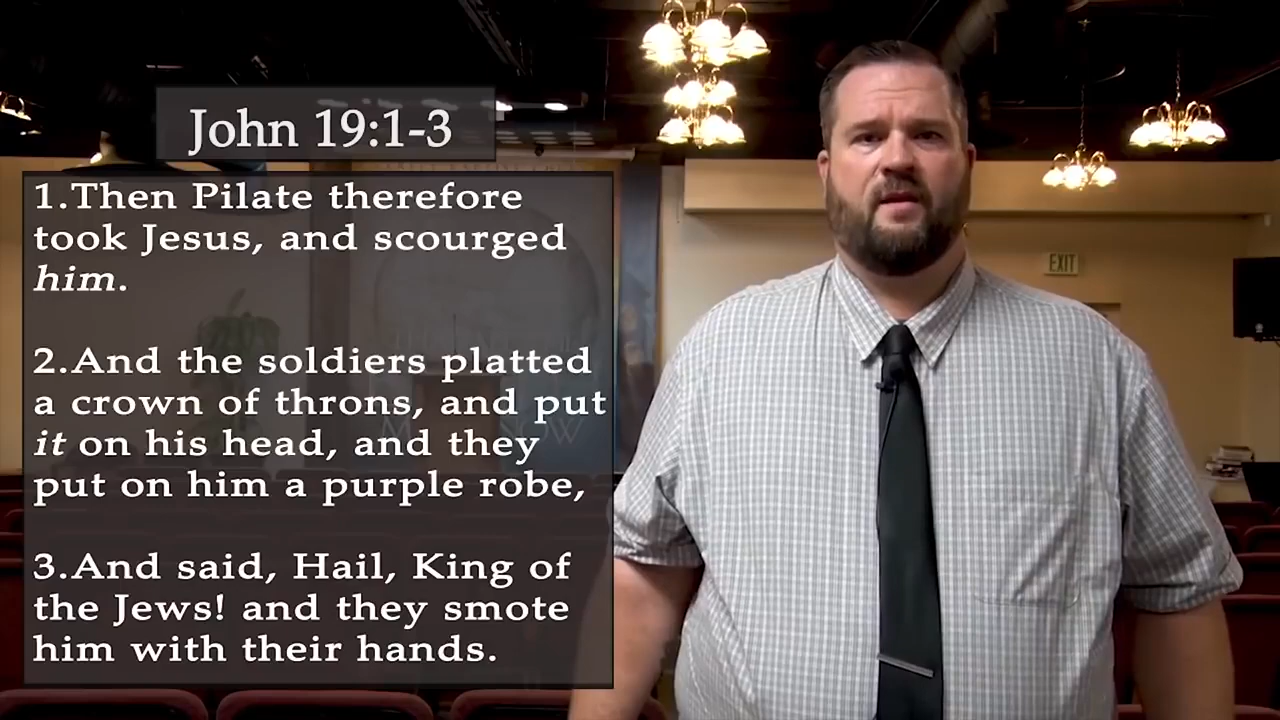 John 19:1-3
1.Then Pilate therefore
took Jesus, and scourged
him.
2.And the soldiers platted
a crown of throns, and put
it on his head, and they
put on him a purple robe,
3.And said, Hail, King of
the Jews! and they smote
him with their hands.
EXIT